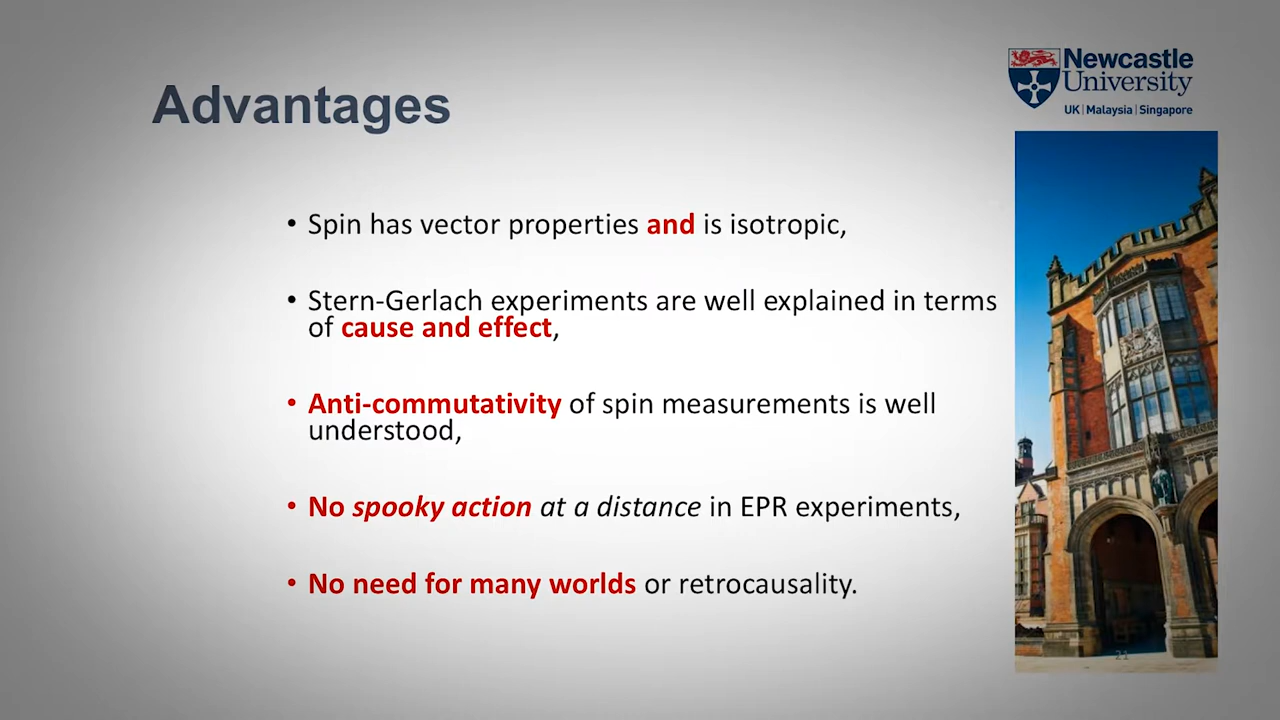 Newcastle
University
UK | Malaysia | Singapore
Advantages
• Spin has vector properties and is isotropic,
• Stern-Gerlach experiments are well explained in terms
of cause and effect,
• Anti-commutativity of spin measurements is well
understood,
• No spooky action at a distance in EPR experiments,
• No need for many worlds or retrocausality.
21